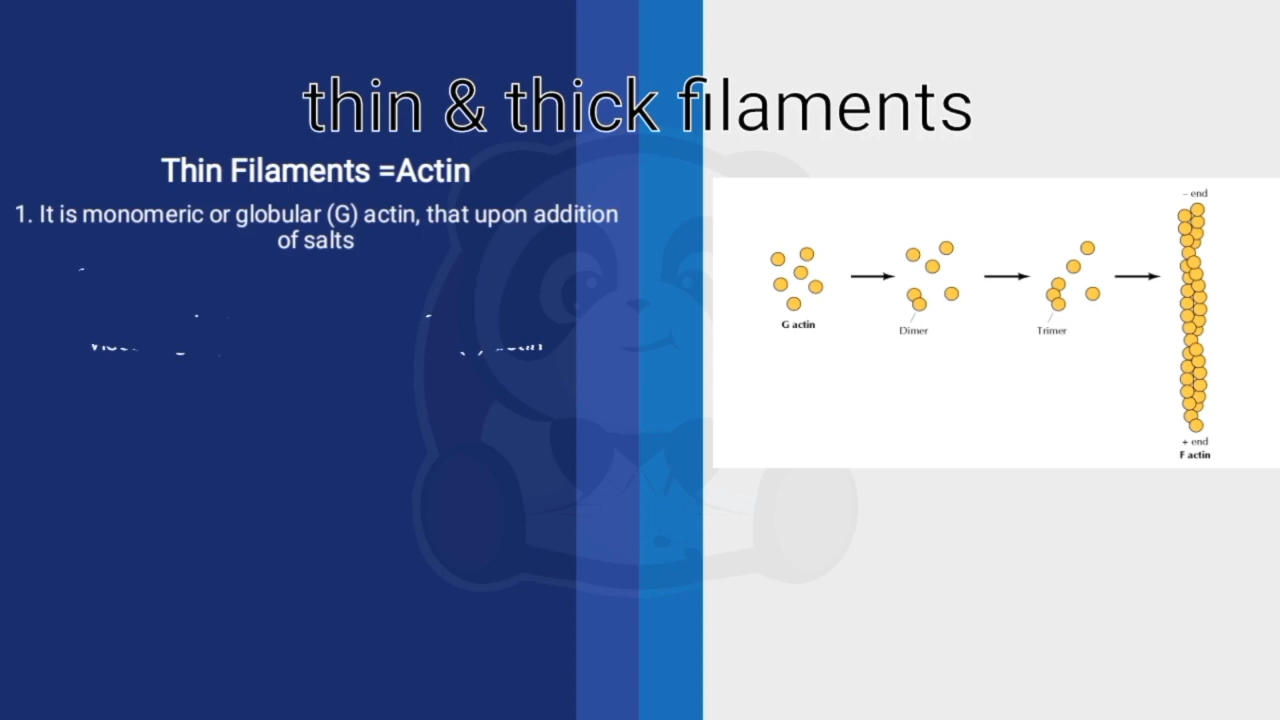 thin & thick filaments
Thin Filaments =Actin
1. It is monomeric or globular (G) actin, that upon addition
of salts
– end
G actin
Dimer
Trimer
+ end
F actin